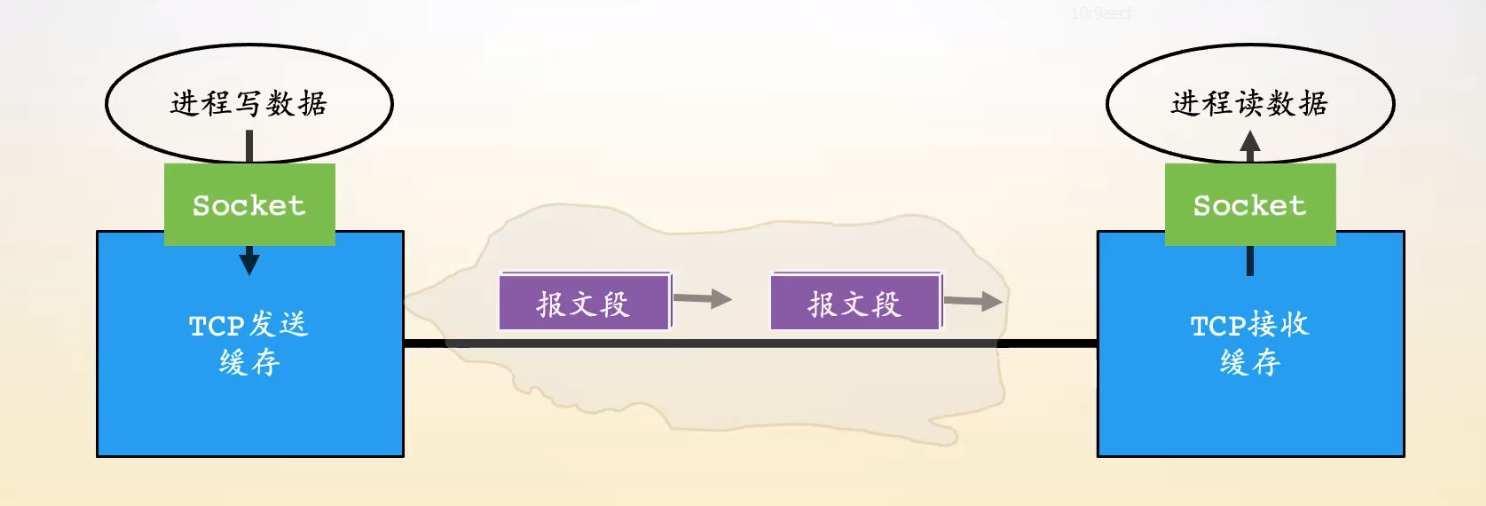 10r9aecf
进程写数据
进程读数据
Socket
Socket
报文段
报文段
TCP发送
缓存
TCP接收
缓存